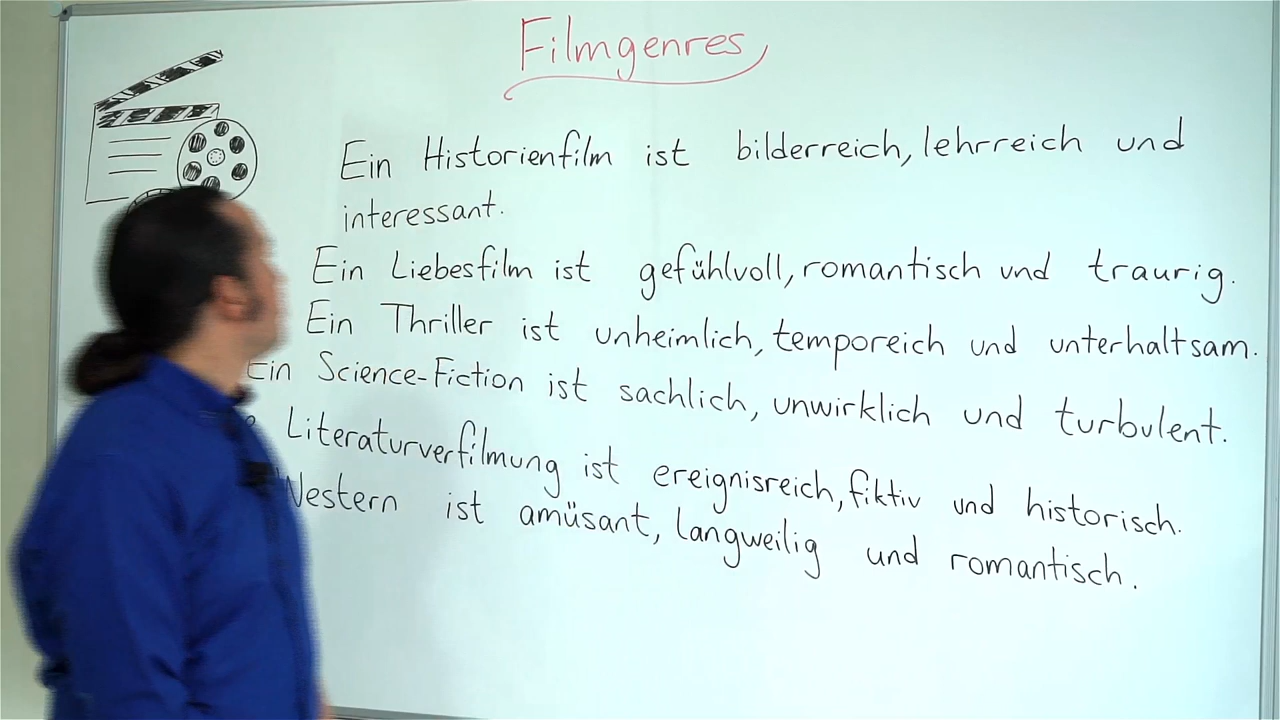 Filmgenres
Ein Historienfilm ist bilderreich, lehrreich und
interessant.
Ein Liebesfilm ist gefühlvoll, romantisch und traurig.
Ein Thriller ist unheimlich, temporeich und unterhaltsam.
Ein Science-Fiction ist sachlich, unwirklich und turbulent.
Literaturverfilmung ist ereignisreich, fiktiv und historisch.
Western ist amüsant, langweilig und romantisch.